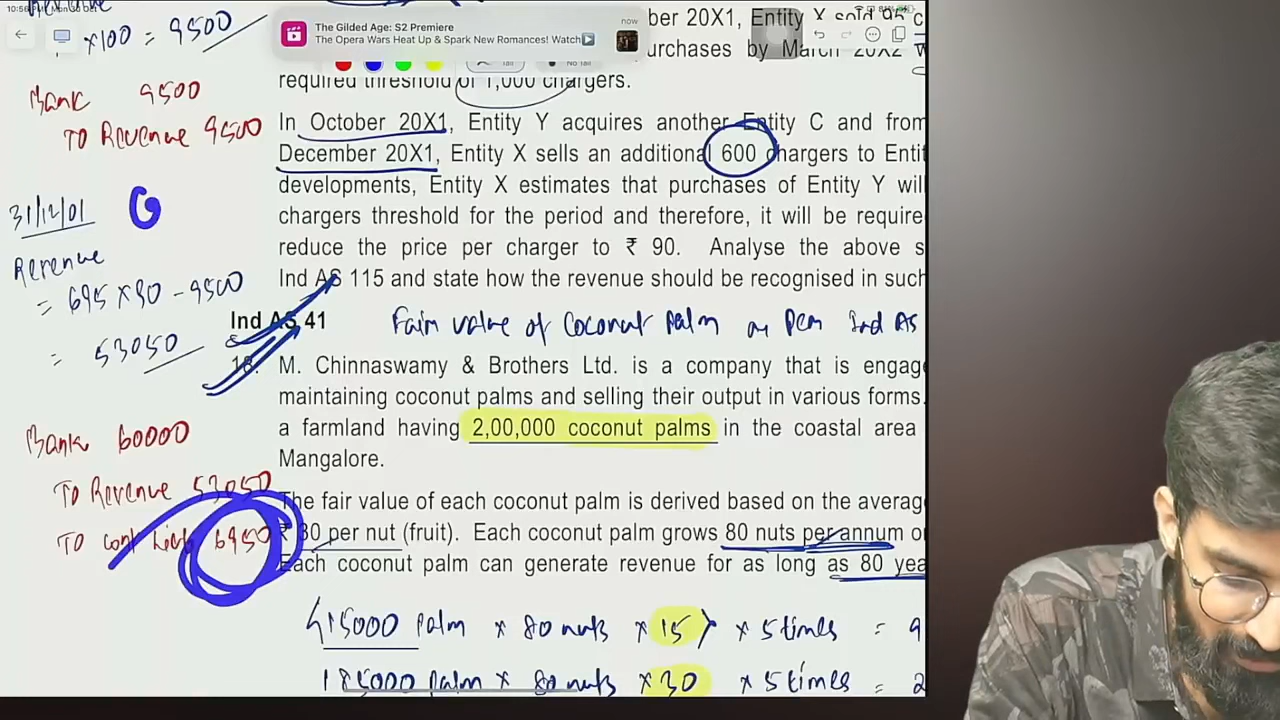 10:56 PM Mon 30 Oct
81%
The Gilded Age: S2 Premiere
now
The Opera Wars Heat Up & Spark New Romances! Watch
ber 20X1, Entity X sold 95 c
urchases by March 20X2 w
required threshold of 1,000 chargers.
x100 = 9500
Bank 9500
To Revenue 9500
In October 20X1, Entity Y acquires another Entity C and from
December 20X1, Entity X sells an additional 600 chargers to Entit
developments, Entity X estimates that purchases of Entity Y will
chargers threshold for the period and therefore, it will be require
reduce the price per charger to ₹ 90. Analyse the above s
Ind AS 115 and state how the revenue should be recognised in such
31/12/01
Revenue
= 695 x 90 - 9500
= 53050
Ind AS 41
Fair value of Coconut palm as per Ind AS
18. M. Chinnaswamy & Brothers Ltd. is a company that is engage
maintaining coconut palms and selling their output in various forms.
a farmland having 2,00,000 coconut palms in the coastal area
Mangalore.
Bank 60000
To Revenue 53050
To cont liab 6950
The fair value of each coconut palm is derived based on the average
₹ 30 per nut (fruit). Each coconut palm grows 80 nuts per annum on
Each coconut palm can generate revenue for as long as 80 yea
15000 palm x 80 nuts x 15 x 5 times = 9
185000 palm x 80 nuts x 30 x 5 times = 2